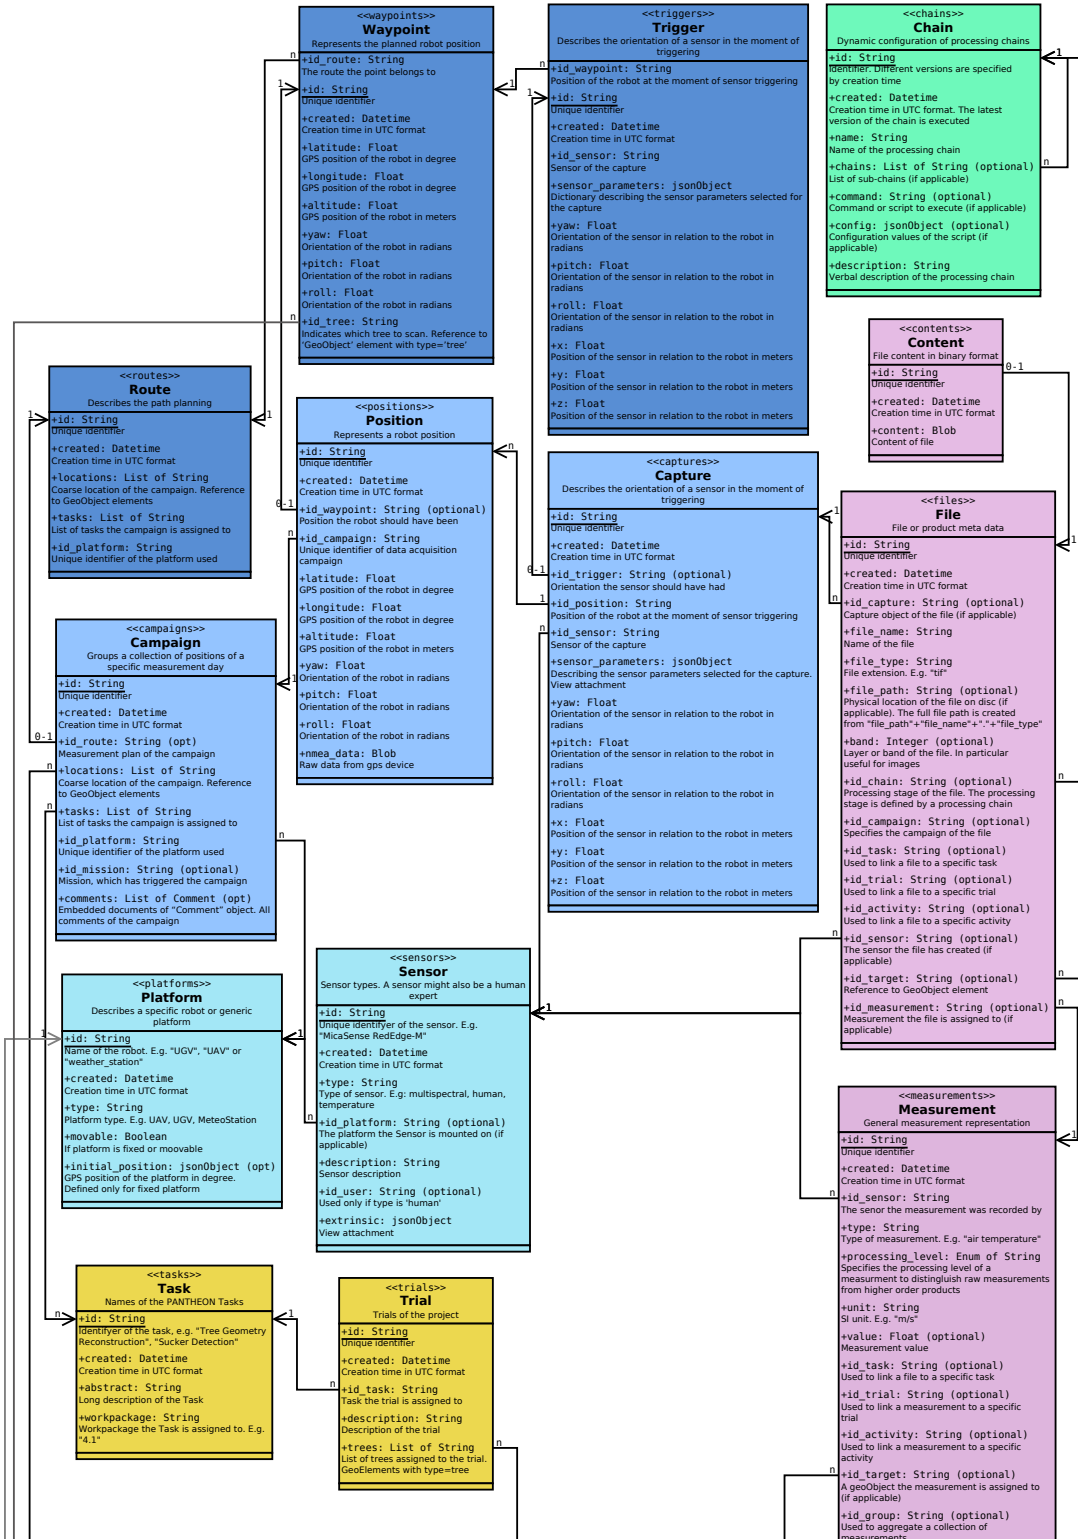 <<waypoints>>
Waypoint
Represents the planned robot position
+id_route: String
The route the point belongs to
+id: String
Unique identifier
+created: Datetime
Creation time in UTC format
+latitude: Float
GPS position of the robot in degree
+longitude: Float
GPS position of the robot in degree
+altitude: Float
GPS position of the robot in meters
+yaw: Float
Orientation of the robot in radians
+pitch: Float
Orientation of the robot in radians
+roll: Float
Orientation of the robot in radians
+id_tree: String
Indicates which tree to scan. Reference to
'GeoObject' element with type='tree'
n
1
n
<<triggers>>
Trigger
Describes the orientation of a sensor in the moment of
triggering
+id_waypoint: String
Position of the robot at the moment of sensor triggering
+id: String
Unique identifier
+created: Datetime
Creation time in UTC format
+id_sensor: String
Sensor of the capture
+sensor_parameters: jsonObject
Dictionary describing the sensor parameters selected for
the capture
+yaw: Float
Orientation of the sensor in relation to the robot in
radians
+pitch: Float
Orientation of the sensor in relation to the robot in
radians
+roll: Float
Orientation of the sensor in relation to the robot in
radians
+x: Float
Position of the sensor in relation to the robot in meters
+y: Float
Position of the sensor in relation to the robot in meters
+z: Float
Position of the sensor in relation to the robot in meters
n
1
1
<<chains>>
Chain
Dynamic configuration of processing chains
+id: String
Identifier. Different versions are specified
by creation time
+created: Datetime
Creation time in UTC format. The latest
version of the chain is executed
+name: String
Name of the processing chain
+chains: List of String (optional)
List of sub-chains (if applicable)
+command: String (optional)
Command or script to execute (if applicable)
+config: jsonObject (optional)
Configuration values of the script (if
applicable)
+description: String
Verbal description of the processing chain
1
n
<<contents>>
Content
File content in binary format
+id: String
Unique identifier
+created: Datetime
Creation time in UTC format
+content: Blob
Content of file
0-1
<<routes>>
Route
Describes the path planning
+id: String
Unique identifier
+created: Datetime
Creation time in UTC format
+locations: List of String
Coarse location of the campaign. Reference
to GeoObject elements
+tasks: List of String
List of tasks the campaign is assigned to
+id_platform: String
Unique identifier of the platform used
1
1
<<positions>>
Position
Represents a robot position
+id: String
Unique identifier
+created: Datetime
Creation time in UTC format
+id_waypoint: String (optional)
Position the robot should have been
+id_campaign: String
Unique identifier of data acquisition
campaign
+latitude: Float
GPS position of the robot in degree
+longitude: Float
GPS position of the robot in degree
+altitude: Float
GPS position of the robot in meters
+yaw: Float
Orientation of the robot in radians
+pitch: Float
Orientation of the robot in radians
+roll: Float
Orientation of the robot in radians
+nmea_data: Blob
Raw data from gps device
n
0-1
n
<<captures>>
Capture
Describes the orientation of a sensor in the moment of
triggering
+id: String
Unique identifier
+created: Datetime
Creation time in UTC format
+id_trigger: String (optional)
Orientation the sensor should have had
+id_position: String
Position of the robot at the moment of sensor triggering
+id_sensor: String
Sensor of the capture
+sensor_parameters: jsonObject
Describing the sensor parameters selected for the capture.
View attachment
+yaw: Float
Orientation of the sensor in relation to the robot in
radians
+pitch: Float
Orientation of the sensor in relation to the robot in
radians
+roll: Float
Orientation of the sensor in relation to the robot in
radians
+x: Float
Position of the sensor in relation to the robot in meters
+y: Float
Position of the sensor in relation to the robot in meters
+z: Float
Position of the sensor in relation to the robot in meters
1
0-1
1
n
<<files>>
File
File or product meta data
+id: String
Unique identifier
+created: Datetime
Creation time in UTC format
+id_capture: String (optional)
Capture object of the file (if applicable)
+file_name: String
Name of the file
+file_type: String
File extension. E.g. "tif"
+file_path: String (optional)
Physical location of the file on disc (if
applicable). The full file path is created
from "file_path"+"file_name"+"."+"file_type"
+band: Integer (optional)
Layer or band of the file. In particular
useful for images
+id_chain: String (optional)
Processing stage of the file. The processing
stage is defined by a processing chain
+id_campaign: String (optional)
Specifies the campaign of the file
+id_task: String (optional)
Used to link a file to a specific task
+id_trial: String (optional)
Used to link a file to a specific trial
+id_activity: String (optional)
Used to link a file to a specific activity
+id_sensor: String (optional)
The sensor the file has created (if
applicable)
+id_target: String (optional)
Reference to GeoObject element
+id_measurement: String (optional)
Measurement the file is assigned to (if
applicable)
1
n
n
n
n
n
<<campaigns>>
Campaign
Groups a collection of positions of a
specific measurement day
+id: String
Unique identifier
+created: Datetime
Creation time in UTC format
+id_route: String (opt)
Measurement plan of the campaign
+locations: List of String
Coarse location of the campaign. Reference
to GeoObject elements
+tasks: List of String
List of tasks the campaign is assigned to
+id_platform: String
Unique identifier of the platform used
+id_mission: String (optional)
Mission, which has triggered the campaign
+comments: List of Comment (opt)
Embedded documents of “Comment” object. All
comments of the campaign
1
0-1
n
n
n
<<platforms>>
Platform
Describes a specific robot or generic
platform
+id: String
Name of the robot. E.g. "UGV", "UAV" or
"weather_station"
+created: Datetime
Creation time in UTC format
+type: String
Platform type. E.g. UAV, UGV, MeteoStation
+movable: Boolean
If platform is fixed or moovable
+initial_position: jsonObject (opt)
GPS position of the platform in degree.
Defined only for fixed platform
1
1
<<sensors>>
Sensor
Sensor types. A sensor might also be a human
expert
+id: String
Unique identifyer of the sensor. E.g.
"MicaSense RedEdge-M"
+created: Datetime
Creation time in UTC format
+type: String
Type of sensor. E.g: multispectral, human,
temperature
+id_platform: String (optional)
The platform the Sensor is mounted on (if
applicable)
+description: String
Sensor description
+id_user: String (optional)
Used only if type is 'human'
+extrinsic: jsonObject
View attachment
1
n
<<measurements>>
Measurement
General measurement representation
+id: String
Unique identifier
+created: Datetime
Creation time in UTC format
+id_sensor: String
The senor the measurement was recorded by
+type: String
Type of measurement. E.g. "air temperature"
+processing_level: Enum of String
Specifies the processing level of a
measurment to distingluish raw measurements
from higher order products
+unit: String
SI unit. E.g. "m/s"
+value: Float (optional)
Measurement value
+id_task: String (optional)
Used to link a file to a specific task
+id_trial: String (optional)
Used to link a measurement to a specific
trial
+id_activity: String (optional)
Used to link a measurement to a specific
activity
+id_target: String (optional)
A geoObject the measurement is assigned to
(if applicable)
+id_group: String (optional)
Used to aggregate a collection of
measurements
1
n
n
<<tasks>>
Task
Names of the PANTHEON Tasks
+id: String
Identifyer of the task, e.g. "Tree Geometry
Reconstruction", "Sucker Detection"
+created: Datetime
Creation time in UTC format
+abstract: String
Long description of the Task
+workpackage: String
Workpackage the Task is assigned to. E.g.
"4.1"
n
1
<<trials>>
Trial
Trials of the project
+id: String
Unique identifier
+created: Datetime
Creation time in UTC format
+id_task: String
Task the trial is assigned to
+description: String
Description of the trial
+trees: List of String
List of trees assigned to the trial.
GeoElements with type=tree
n
n